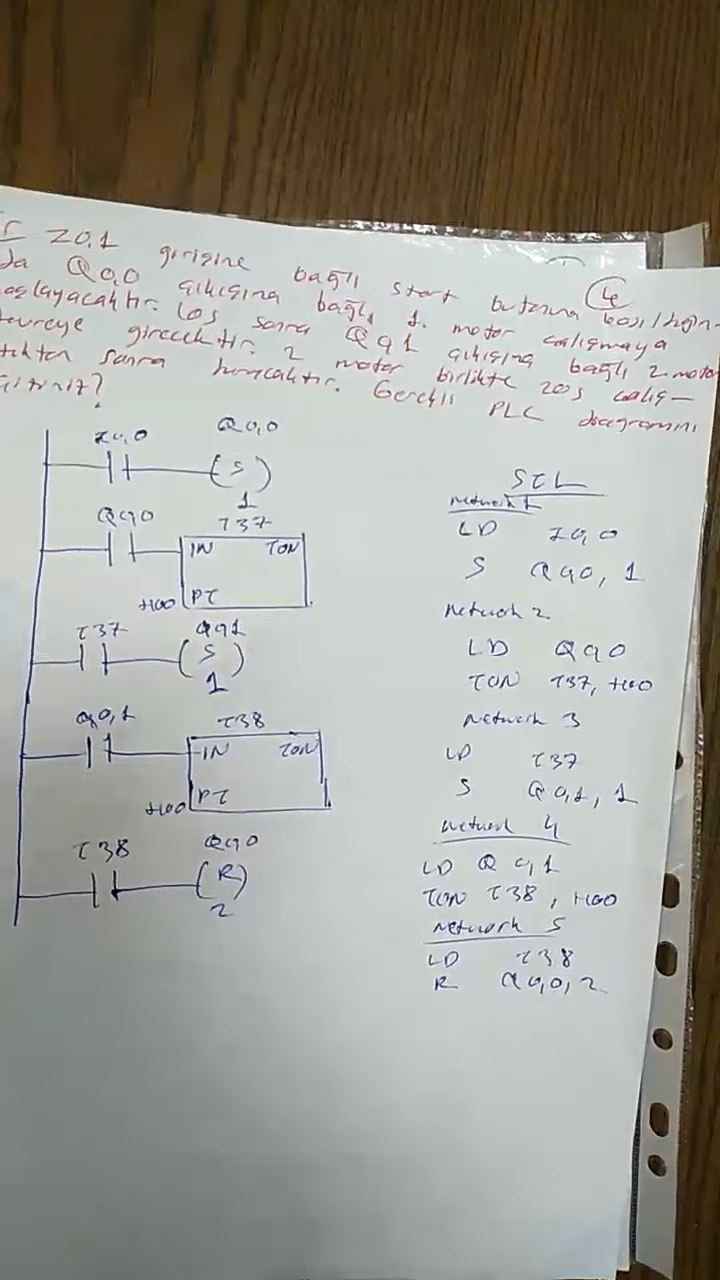 I0,1 girişine bağlı start butonuna basıldığın-
da Q0,0 çıkışına bağlı 1. motor çalışmaya
başlayacaktır. 10s sonra Q0,1 çıkışına bağlı 2. motor
devreye girecektir. 2 motor birlikte 20s çalış-
tıktan sonra duracaktır. Gerekli PLC diagramını
çiziniz?
4
I0,0 Q0,0
S
1
Q0,0 T37
IN TON
+100 PT
T37 Q0,1
S
1
Q0,1 T38
IN TON
+100 PT
T38 Q0,0
R
2
STL
Network 1
LD I0,0
S Q0,0, 1
Network 2
LD Q0,0
TON T37, +100
Network 3
LD T37
S Q0,1, 1
Network 4
LD Q0,1
TON T38, +100
Network 5
LD T38
R Q0,0, 2